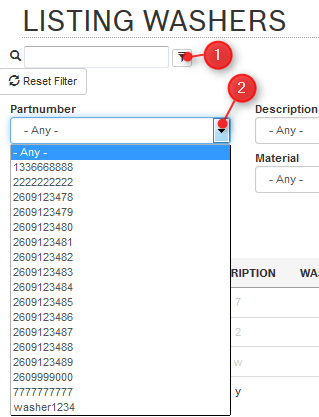 LISTING WASHERS
1
Reset Filter
2
Partnumber
Description
- Any -
- Any -
Material
- Any -
- Any -
1336668888
2222222222
2609123478
2609123479
2609123480
2609123481
2609123482
2609123483
2609123484
2609123485
2609123486
2609123487
2609123488
2609123489
2609999000
7777777777
washer1234
RIPTION WAS
7
2
w
y